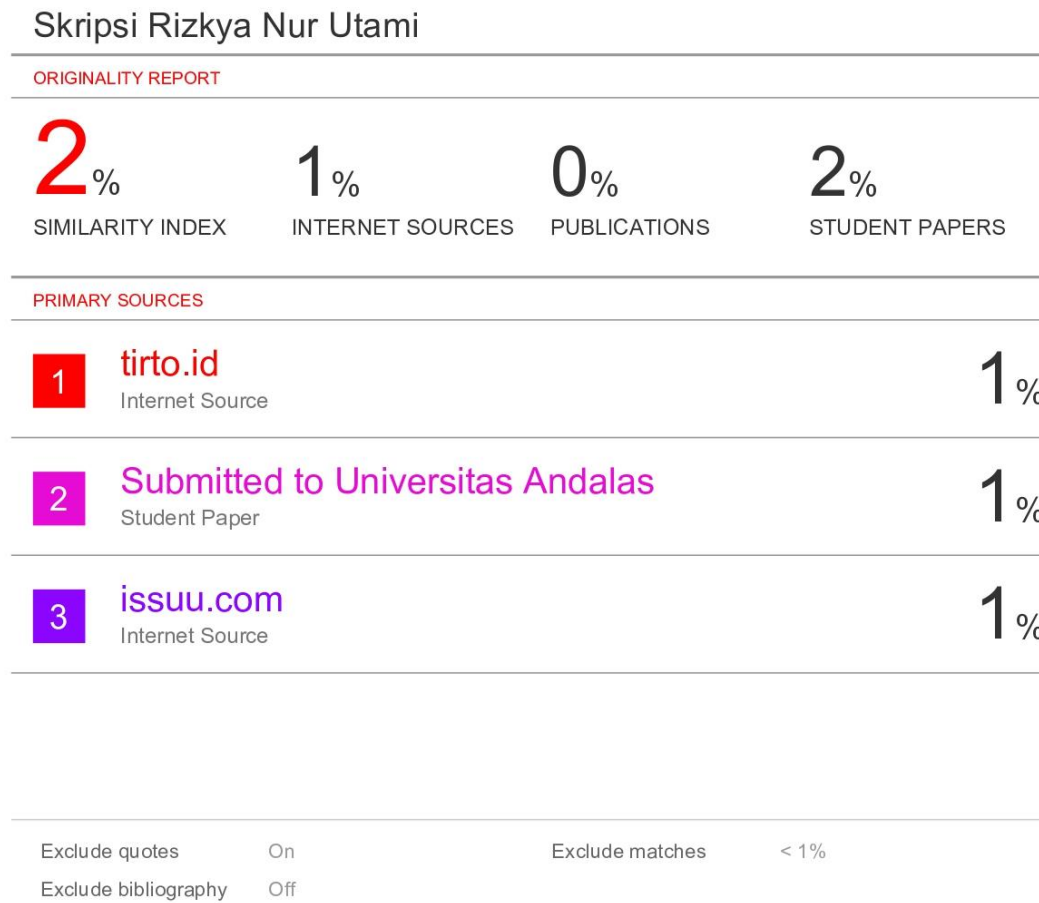 Skripsi Rizkya Nur Utami
ORIGINALITY REPORT
2% 1% 0% 2%
SIMILARITY INDEX INTERNET SOURCES PUBLICATIONS STUDENT PAPERS
PRIMARY SOURCES
1 tirto.id 1%
Internet Source
2 Submitted to Universitas Andalas 1%
Student Paper
3 issuu.com 1%
Internet Source
Exclude quotes On Exclude matches < 1%
Exclude bibliography Off